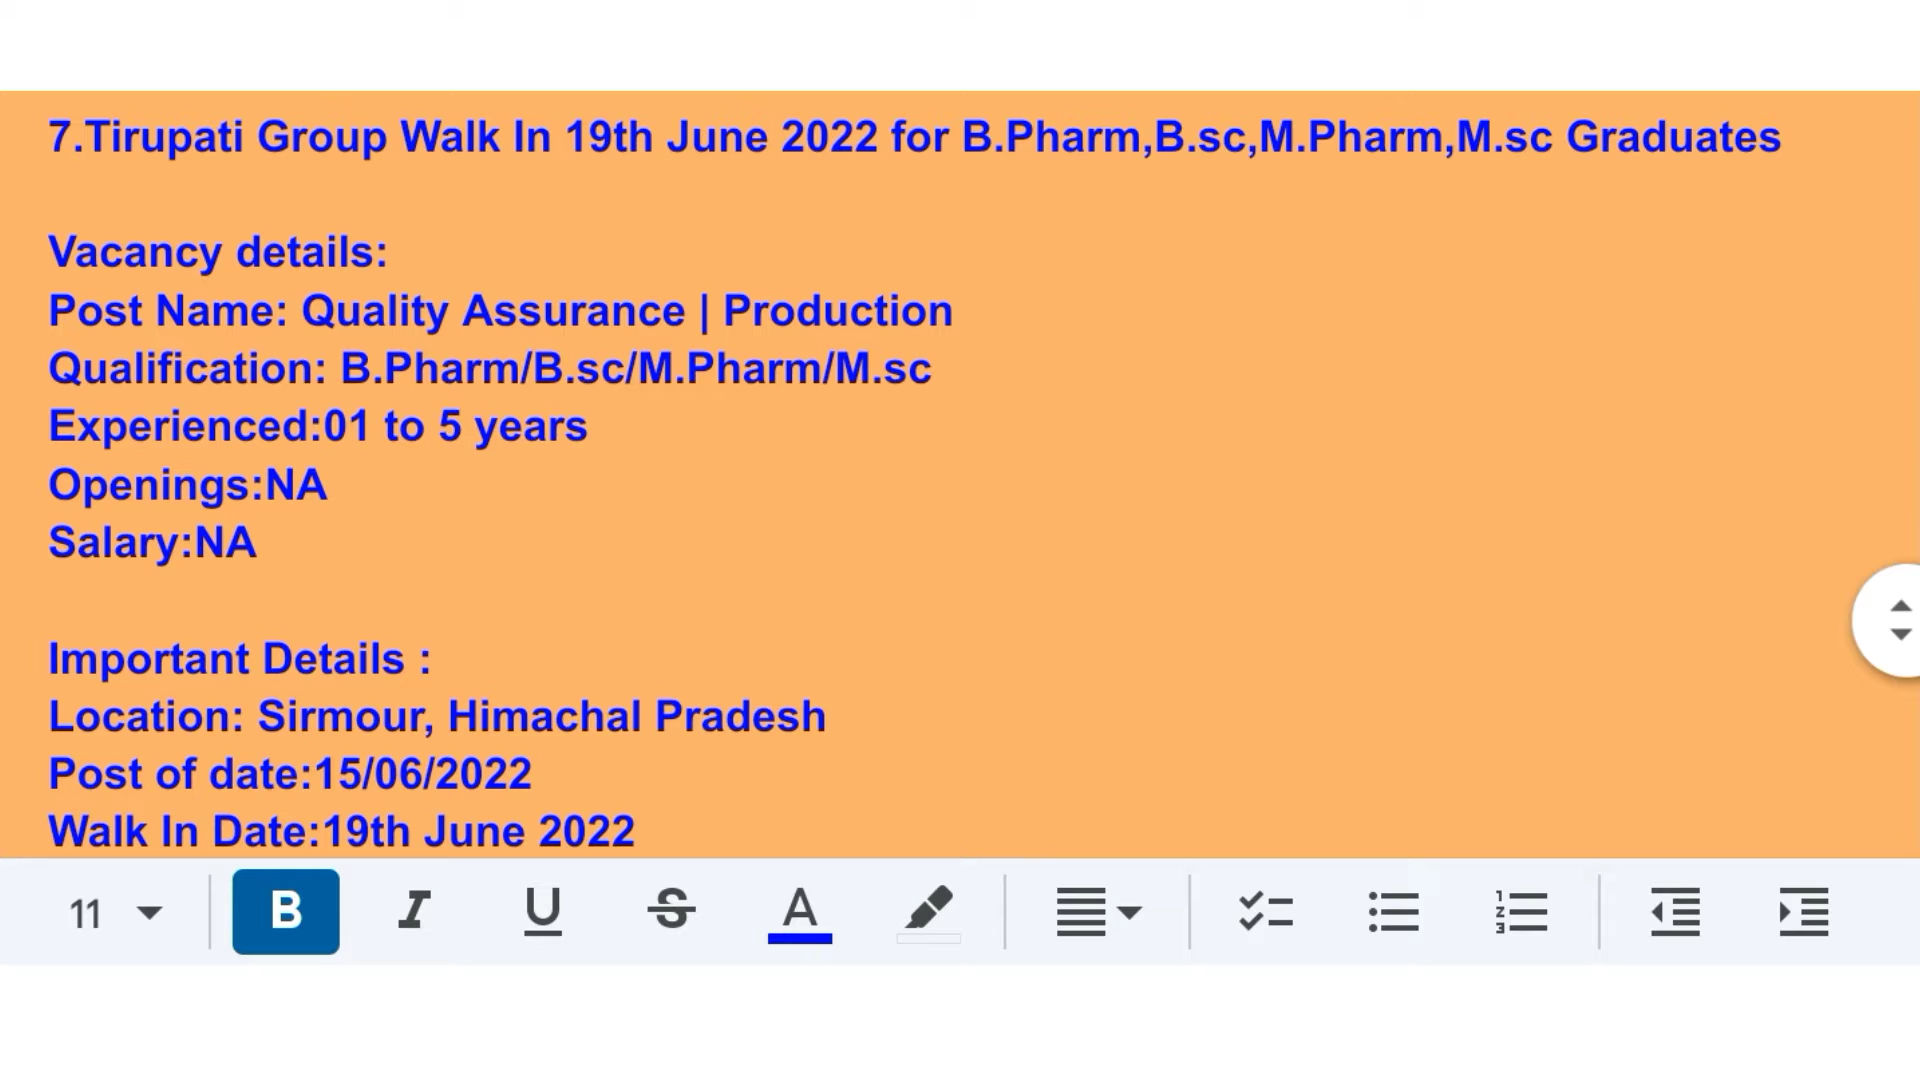 7.Tirupati Group Walk In 19th June 2022 for B.Pharm,B.sc,M.Pharm,M.sc Graduates
Vacancy details:
Post Name: Quality Assurance | Production
Qualification: B.Pharm/B.sc/M.Pharm/M.sc
Experienced:01 to 5 years
Openings:NA
Salary:NA
Important Details :
Location: Sirmour, Himachal Pradesh
Post of date:15/06/2022
Walk In Date:19th June 2022
11 B I U S A